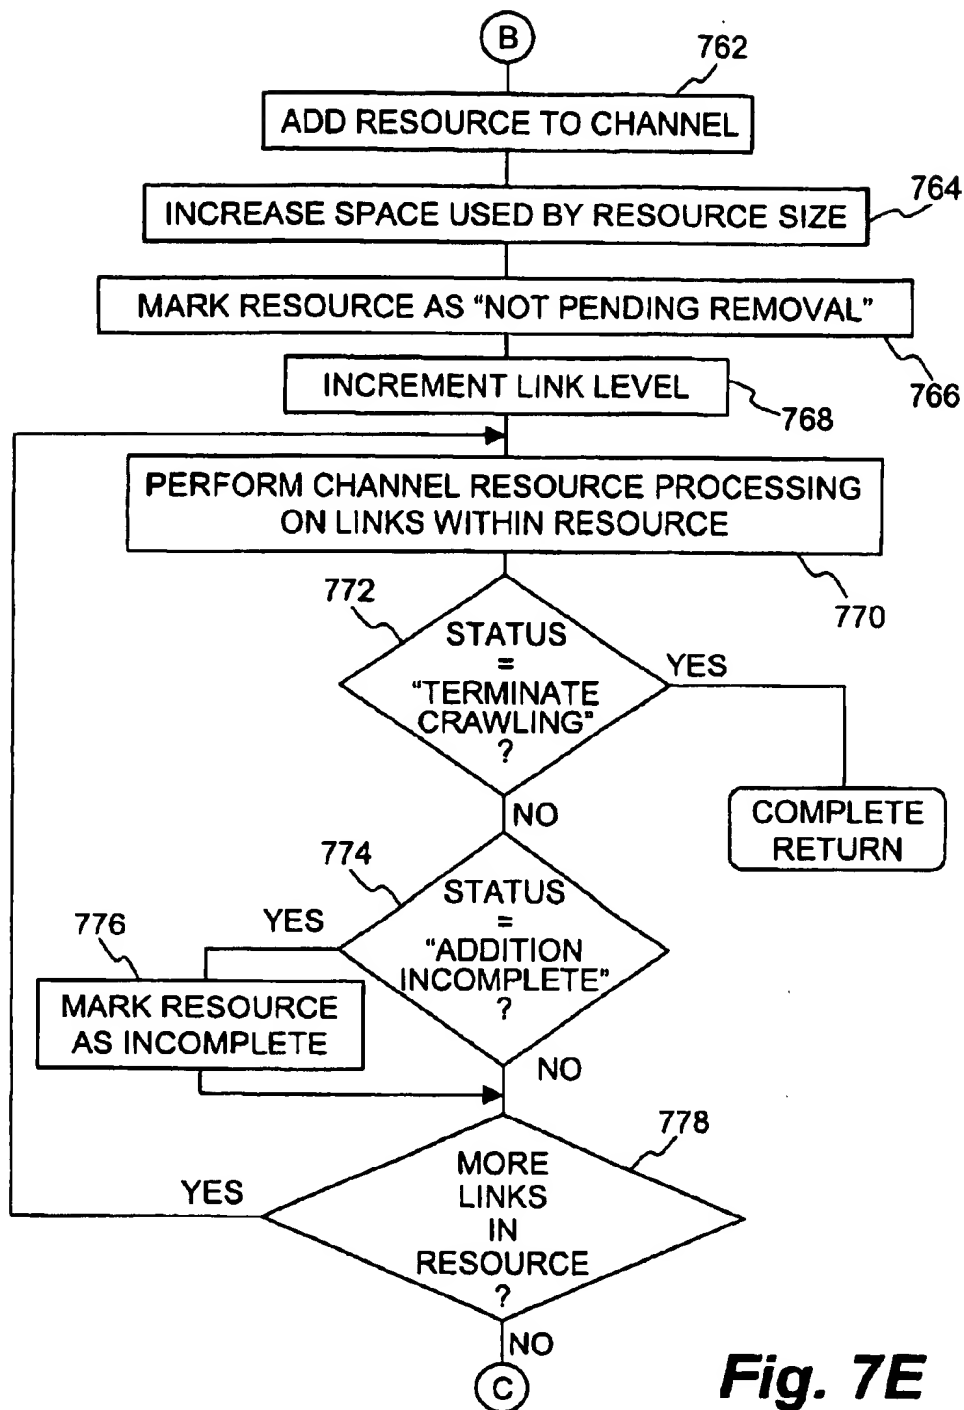 B
762
ADD RESOURCE TO CHANNEL
764
INCREASE SPACE USED BY RESOURCE SIZE
MARK RESOURCE AS “NOT PENDING REMOVAL”
766
INCREMENT LINK LEVEL
768
PERFORM CHANNEL RESOURCE PROCESSING
ON LINKS WITHIN RESOURCE
770
772
STATUS
=
“TERMINATE
CRAWLING”
?
YES
NO
COMPLETE
RETURN
774
STATUS
=
“ADDITION
INCOMPLETE”
?
YES
776
MARK RESOURCE
AS INCOMPLETE
NO
778
MORE
LINKS
IN
RESOURCE
?
YES
NO
C
Fig. 7E